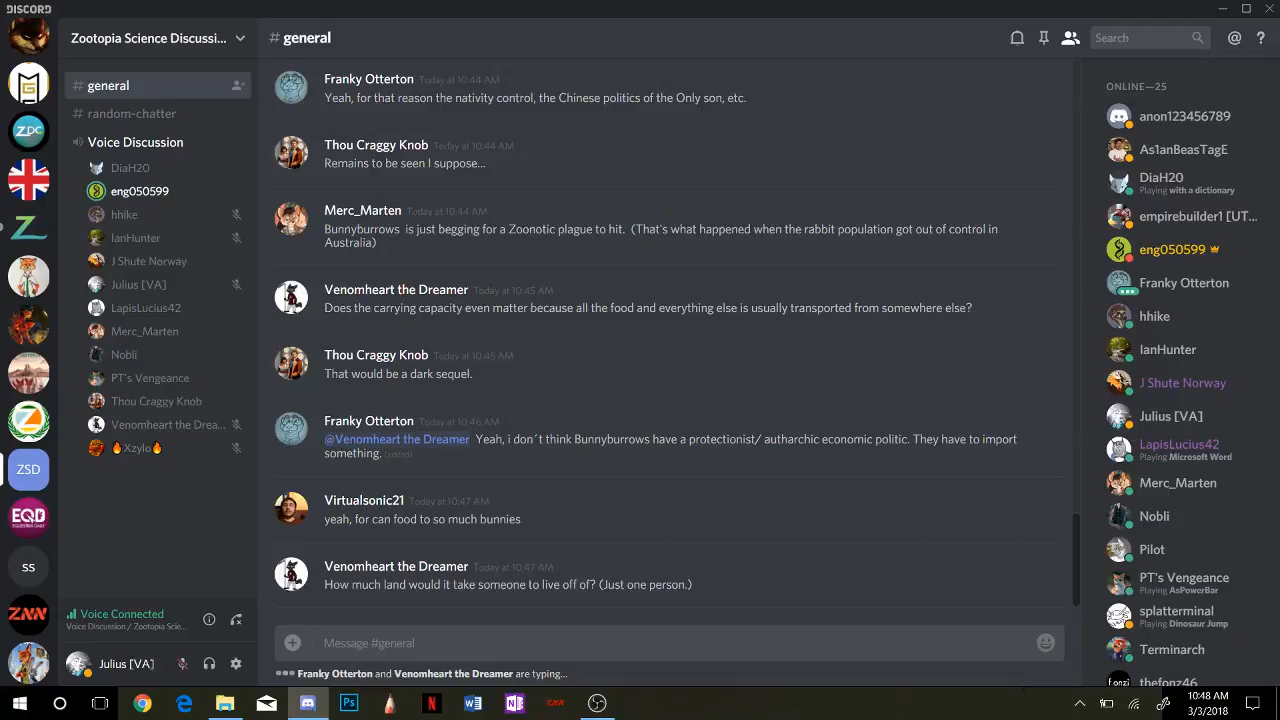 DISCORD
Zootopia Science Discussi...
# general
Search
@
?
# general
# random-chatter
Voice Discussion
DiaH20
eng050599
hhike
IanHunter
J Shute Norway
Julius [VA]
LapisLucius42
Merc_Marten
Nobli
PT's Vengeance
Thou Craggy Knob
Venomheart the Drea...
🔥Xzylo🔥
ZDC
ZSD
EQD
EQUESTRIA DAILY
ss
ZNN
Voice Connected
Voice Discussion / Zootopia Scie...
Julius [VA]
Franky Otterton Today at 10:44 AM
Yeah, for that reason the nativity control, the Chinese politics of the Only son, etc.
Thou Craggy Knob Today at 10:44 AM
Remains to be seen I suppose...
Merc_Marten Today at 10:44 AM
Bunnyburrows is just begging for a Zoonotic plague to hit. (That's what happened when the rabbit population got out of control in
Australia)
Venomheart the Dreamer Today at 10:45 AM
Does the carrying capacity even matter because all the food and everything else is usually transported from somewhere else?
Thou Craggy Knob Today at 10:45 AM
That would be a dark sequel.
Franky Otterton Today at 10:46 AM
@Venomheart the Dreamer Yeah, i don´t think Bunnyburrows have a protectionist/ autharchic economic politic. They have to import
something. (edited)
Virtualsonic21 Today at 10:47 AM
yeah, for can food to so much bunnies
Venomheart the Dreamer Today at 10:47 AM
How much land would it take someone to live off of? (Just one person.)
Message #general
Franky Otterton and Venomheart the Dreamer are typing...
ONLINE—25
anon123456789
As1anBeasTagE
DiaH20
Playing with a dictionary
empirebuilder1 [UT...
eng050599
Franky Otterton
hhike
IanHunter
J Shute Norway
Julius [VA]
LapisLucius42
Playing Microsoft Word
Merc_Marten
Nobli
Pilot
PT's Vengeance
Playing AsPowerBar
splatterminal
Playing Dinosaur Jump
Terminarch
thefonz46
Ps
N
W
N
ZNN
10:48 AM
3/3/2018